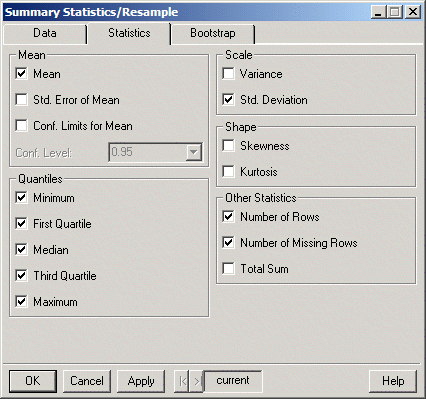 Summary Statistics/Resample
Data
Statistics
Bootstrap
Mean
Mean
Std. Error of Mean
Conf. Limits for Mean
Conf. Level:
0.95
Quantiles
Minimum
First Quartile
Median
Third Quartile
Maximum
Scale
Variance
Std. Deviation
Shape
Skewness
Kurtosis
Other Statistics
Number of Rows
Number of Missing Rows
Total Sum
OK
Cancel
Apply
current
Help